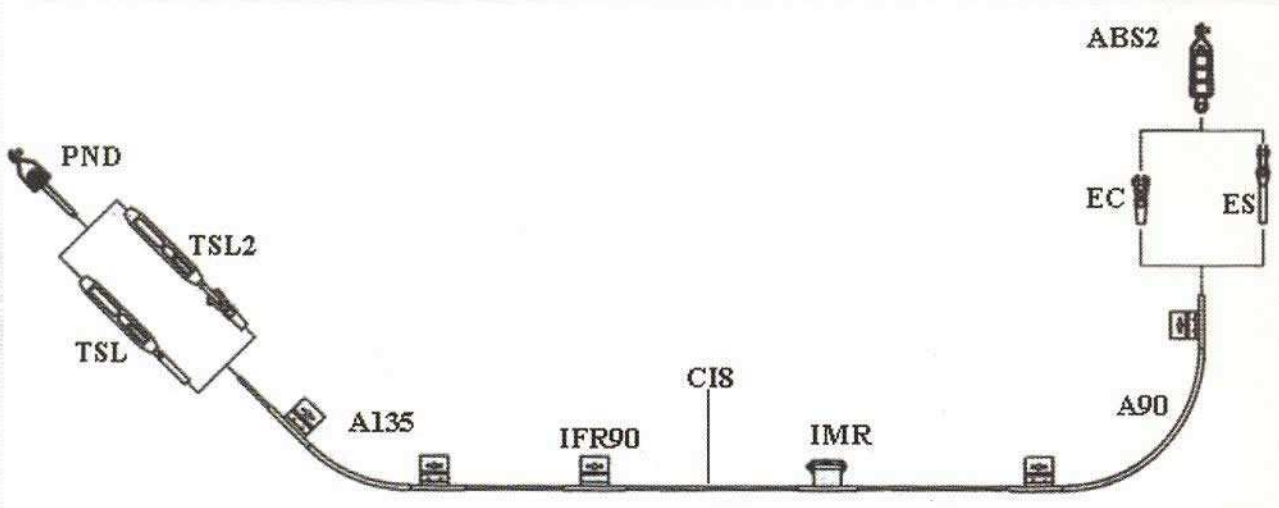 ABS2
PND
EC
ES
TSL2
TSL
CI8
A135
A90
IFR90
IMR